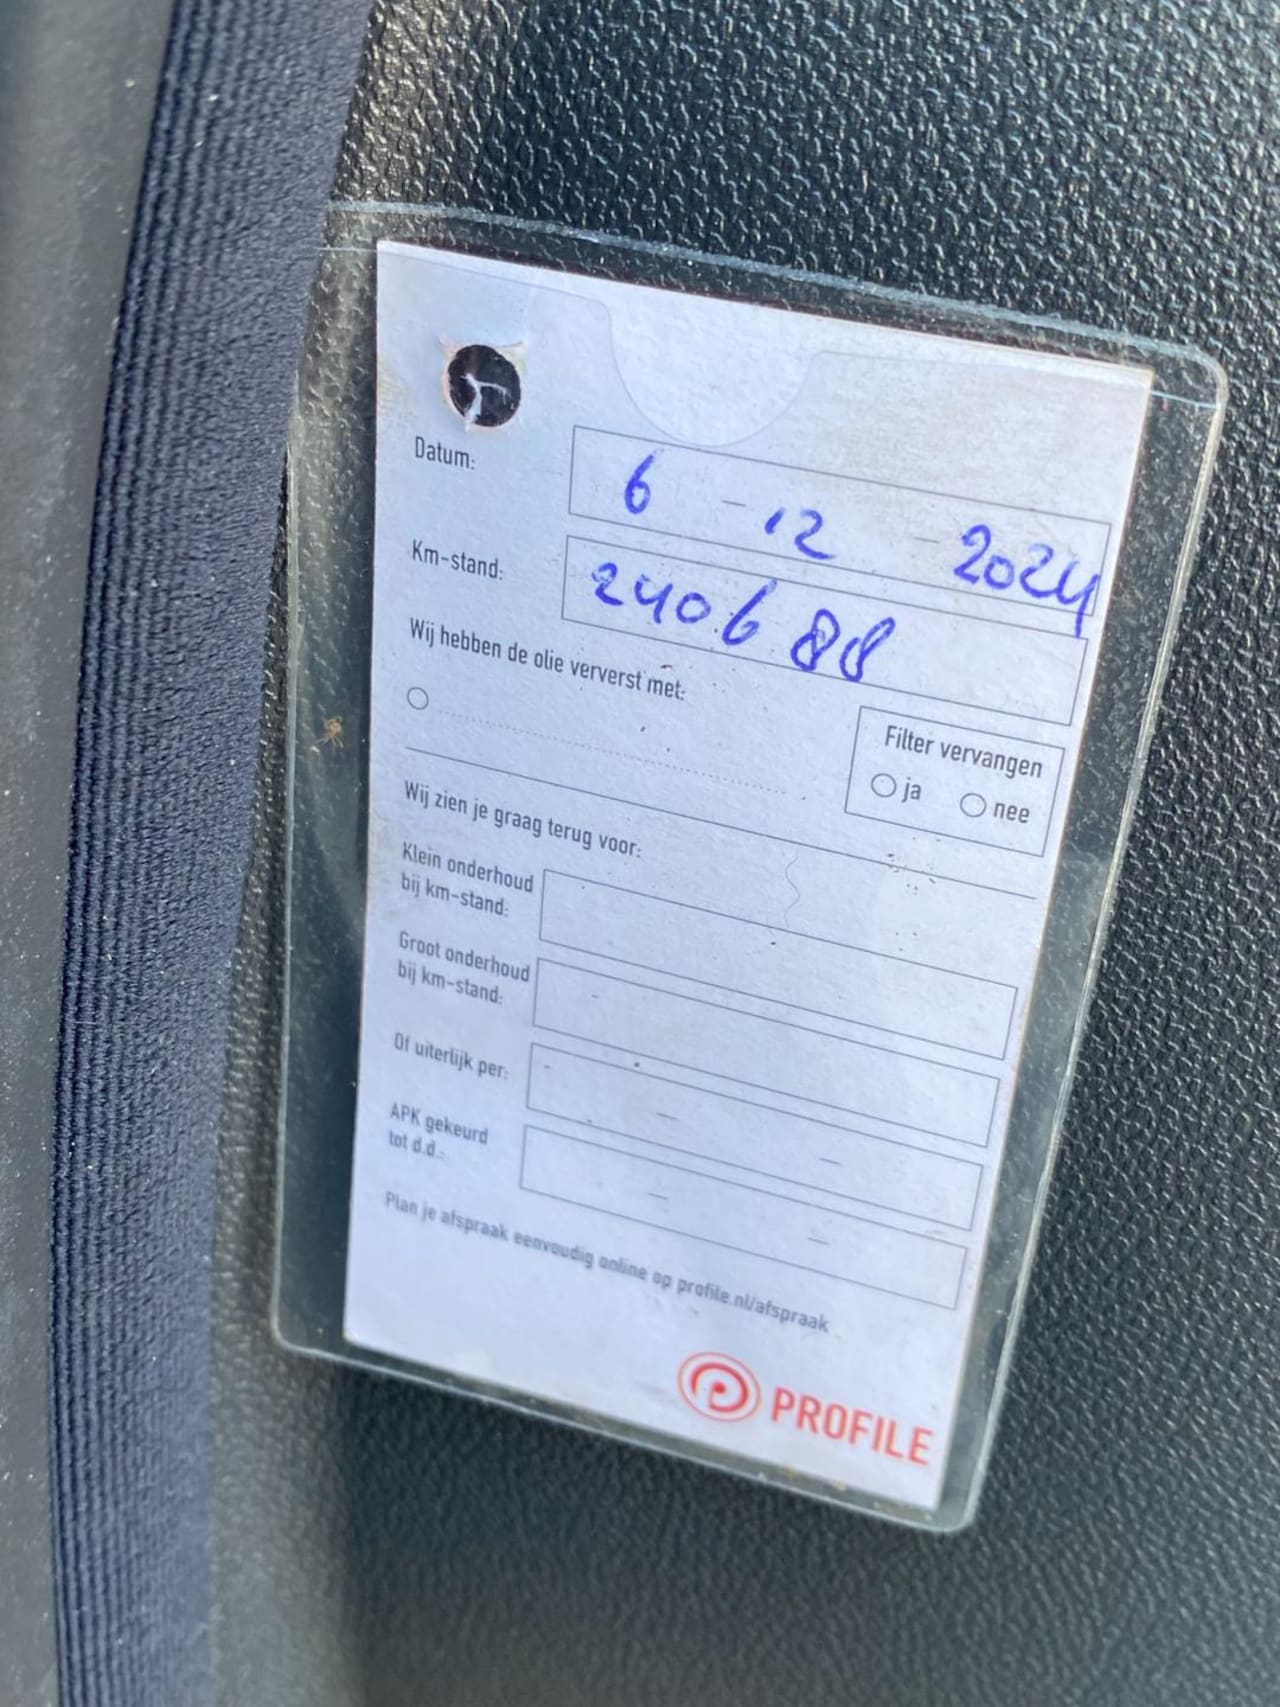 Datum: 6 - 12 - 2024
Km-stand: 240.688
Wij hebben de olie ververst met:
Filter vervangen
ja nee
Wij zien je graag terug voor:
Klein onderhoud
bij km-stand:
Groot onderhoud
bij km-stand:
Of uiterlijk per: - -
APK gekeurd
tot d.d.: - -
Plan je afspraak eenvoudig online op profile.nl/afspraak
PROFILE